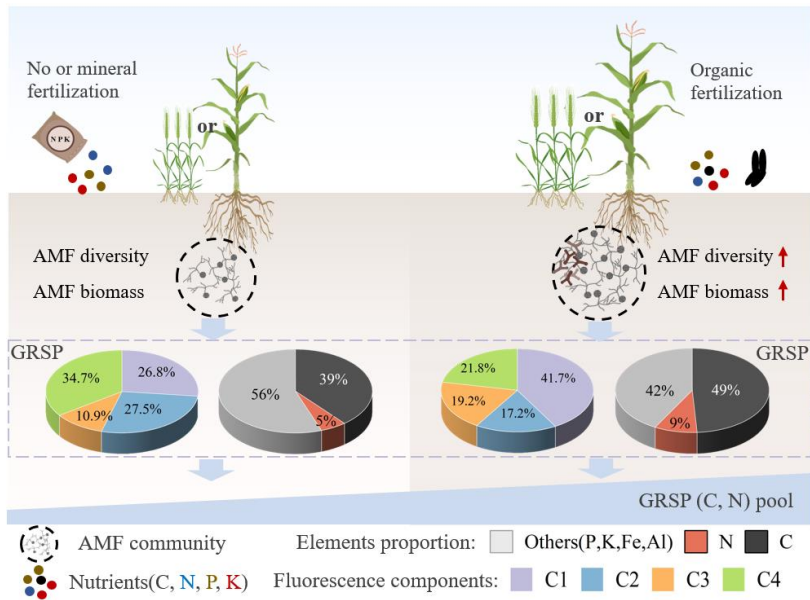 No or mineral
fertilization
NPK
or
or
Organic
fertilization
AMF diversity
AMF biomass
AMF diversity
AMF biomass
GRSP
34.7%
26.8%
10.9%
27.5%
56%
39%
5%
21.8%
41.7%
19.2%
17.2%
42%
49%
9%
GRSP
GRSP (C, N) pool
AMF community
Elements proportion: Others(P,K,Fe,Al) N C
Nutrients(C, N, P, K)
Fluorescence components: C1 C2 C3 C4